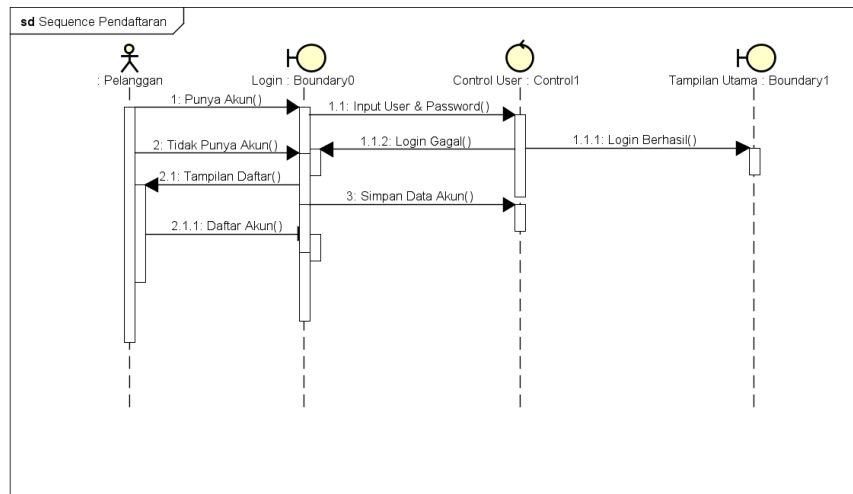 sd Sequence Pendaftaran
: Pelanggan
Login : Boundary0
Control User : Control1
Tampilan Utama : Boundary1
1: Punya Akun()
1.1: Input User & Password()
1.1.2: Login Gagal()
1.1.1: Login Berhasil()
2: Tidak Punya Akun()
2.1: Tampilan Daftar()
3: Simpan Data Akun()
2.1.1: Daftar Akun()